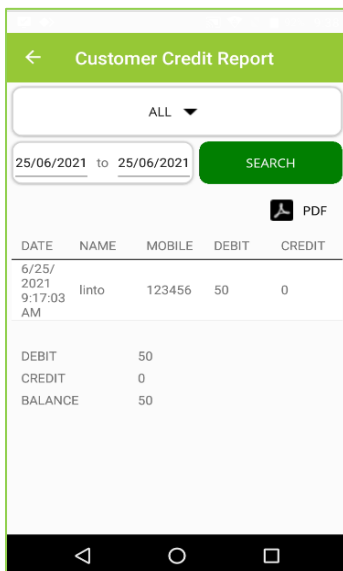 Customer Credit Report
ALL
25/06/2021 to 25/06/2021 SEARCH
PDF
DATE NAME MOBILE DEBIT CREDIT
6/25/
2021
9:17:03
AM
linto 123456 50 0
DEBIT 50
CREDIT 0
BALANCE 50